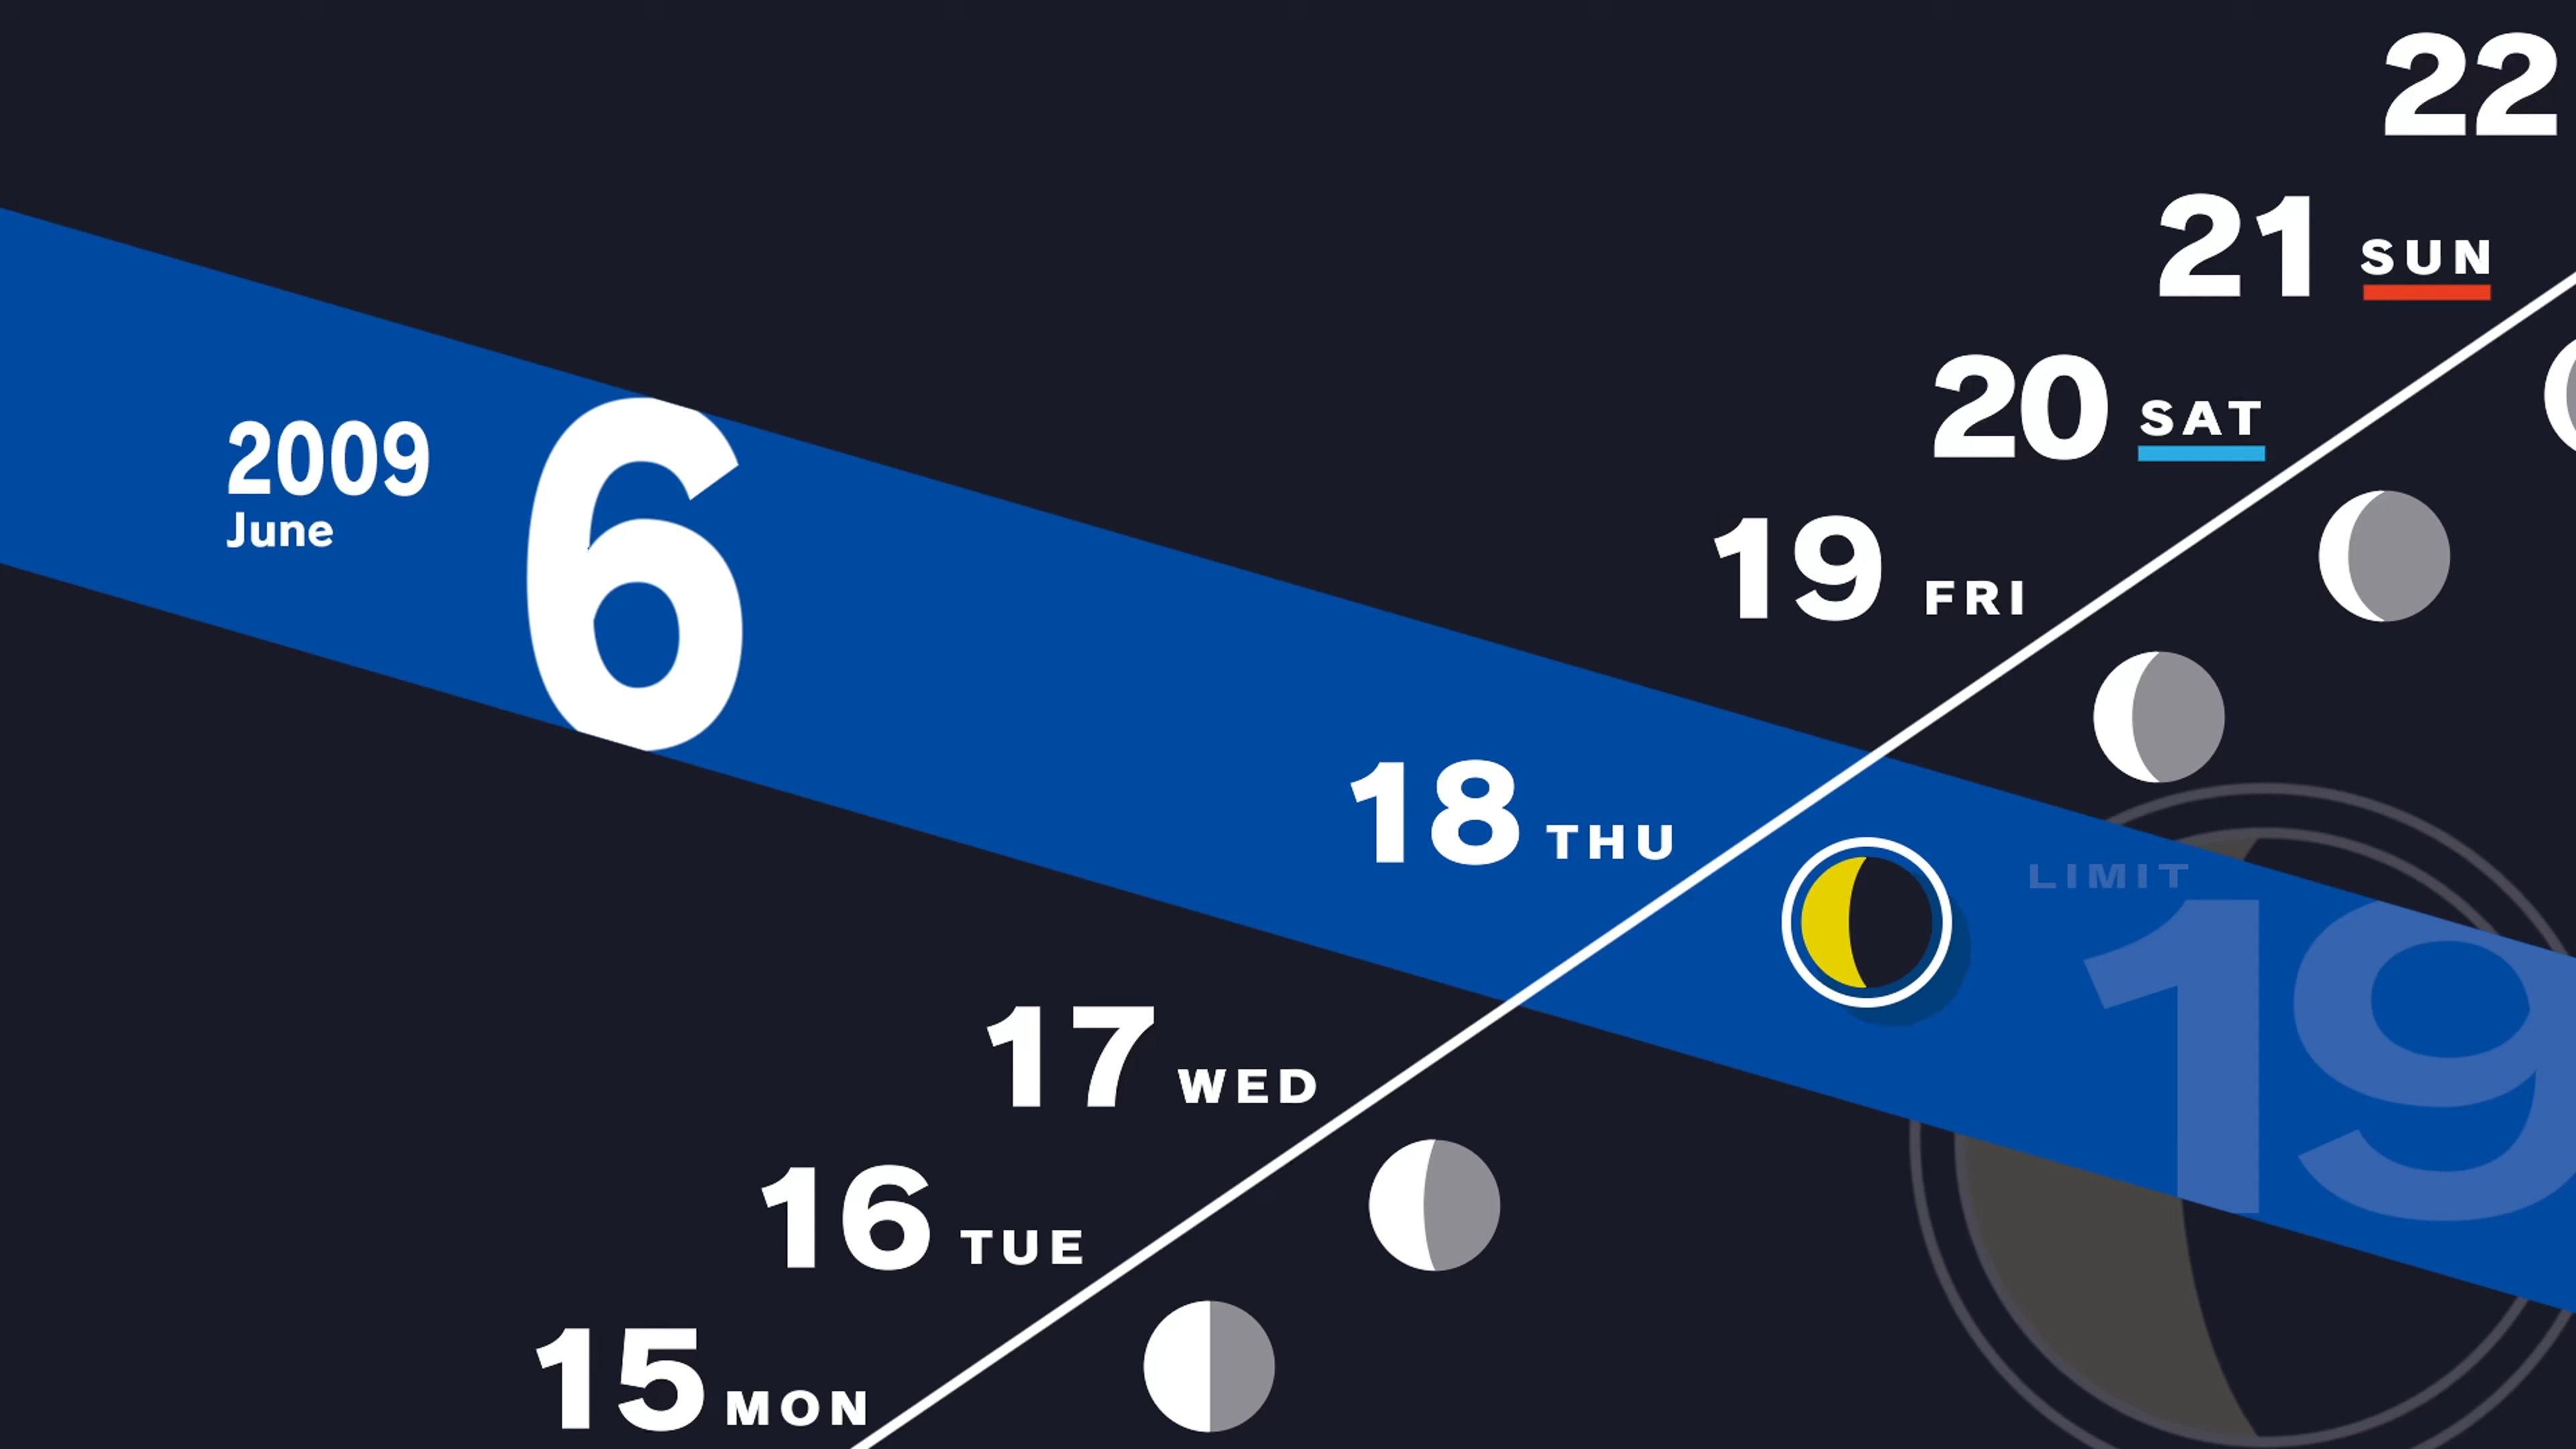 2009
June
6
22
21 SUN
20 SAT
19 FRI
18 THU
17 WED
16 TUE
15 MON
LIMIT
19